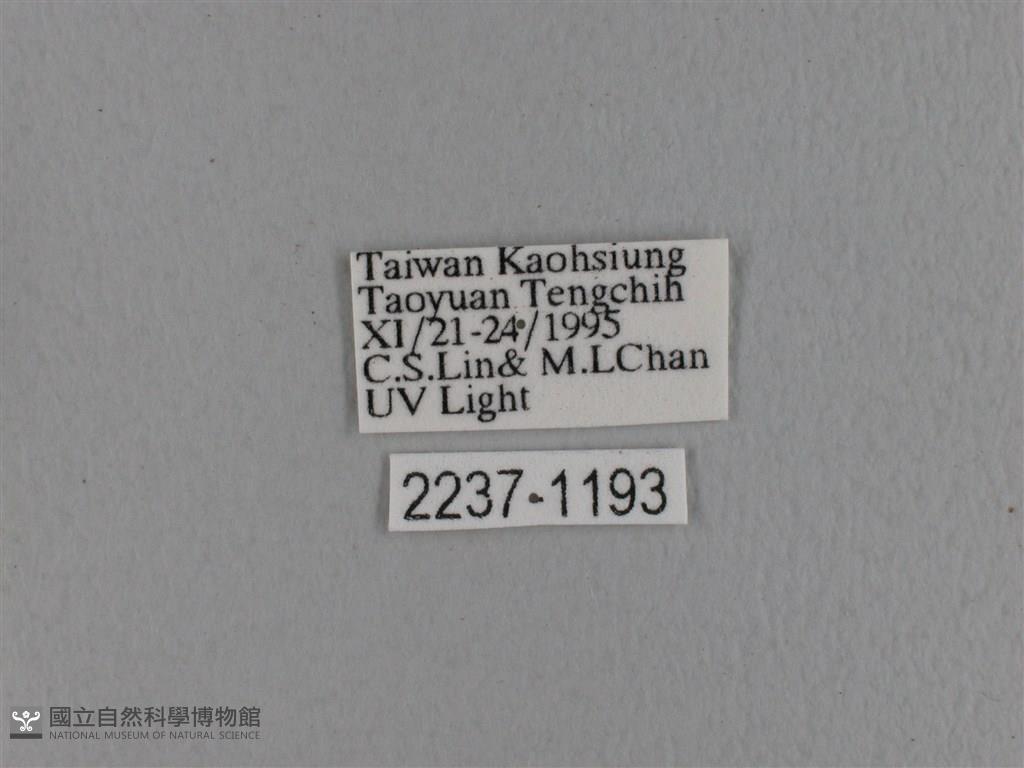 Taiwan Kaohsiung
Taoyuan Tengchih
XI/21-24/1995
C.S.Lin& M.LChan
UV Light
2237-1193
國立自然科學博物館
NATIONAL MUSEUM OF NATURAL SCIENCE